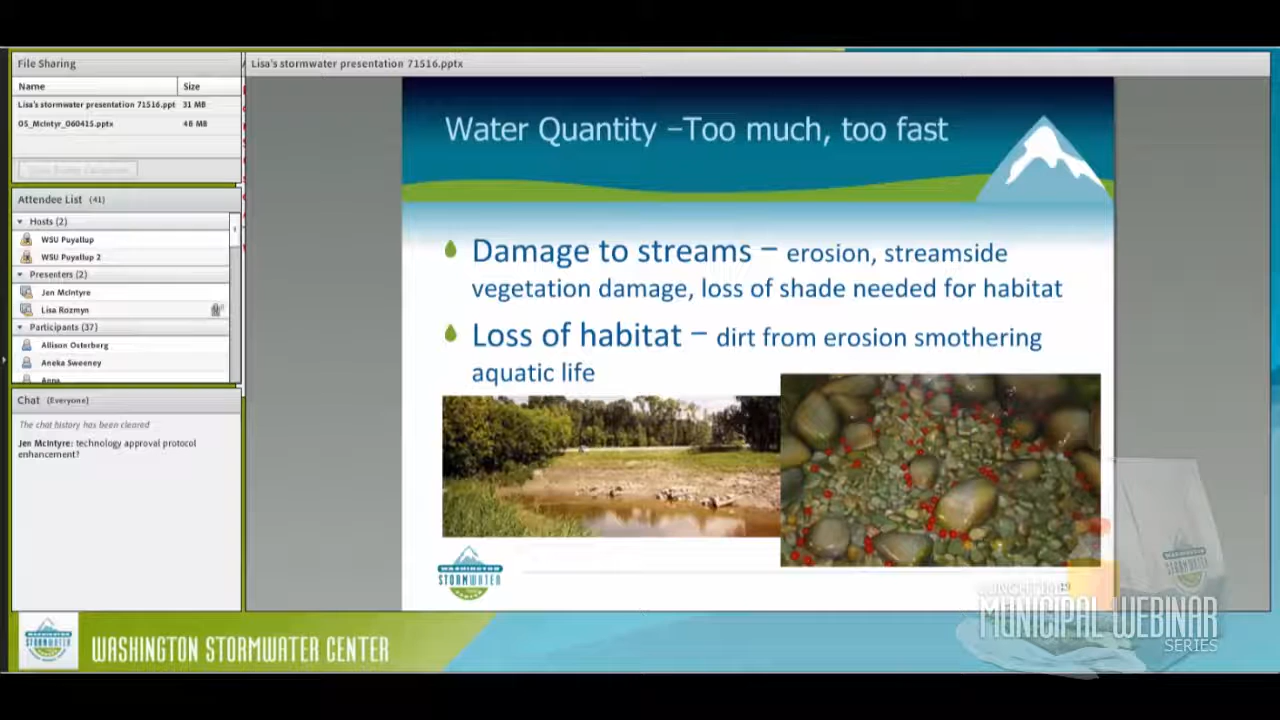 File Sharing
Name
Size
Lisa's stormwater presentation 71516.ppt
31 MB
05_McIntyr_060415.pptx
48 MB
Attendee List (41)
Hosts (2)
WSU Puyallup
WSU Puyallup 2
Presenters (2)
Jen McIntyre
Lisa Rozmyn
Participants (37)
Allison Osterberg
Aneka Sweeney
Anna
Chat (Everyone)
The chat history has been cleared
Jen McIntyre: technology approval protocol
enhancement?
Lisa's stormwater presentation 71516.pptx
Water Quantity –Too much, too fast
Damage to streams – erosion, streamside
vegetation damage, loss of shade needed for habitat
Loss of habitat – dirt from erosion smothering
aquatic life
WASHINGTON
STORMWATER
WASHINGTON STORMWATER CENTER
LUNCHTIME
MUNICIPAL WEBINAR
SERIES